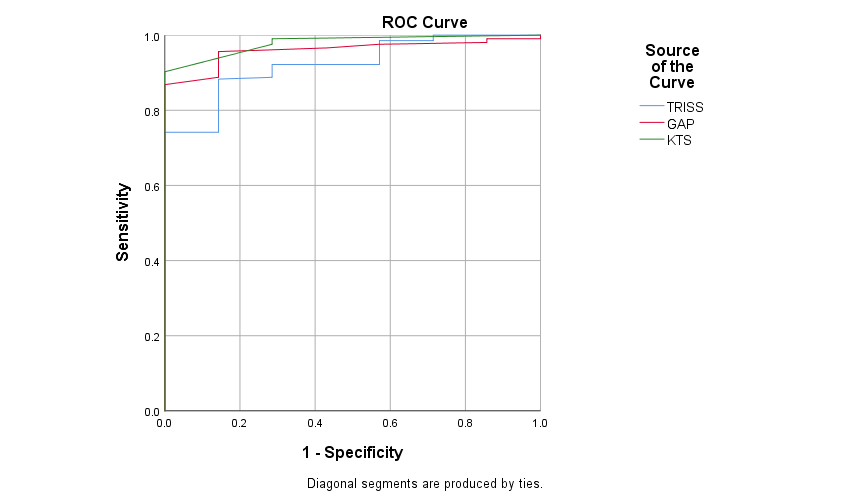 ROC Curve
1.0
0.8
0.6
0.4
0.2
0.0
Sensitivity
0.0 0.2 0.4 0.6 0.8 1.0
1 - Specificity
Diagonal segments are produced by ties.
Source
of the
Curve
TRISS
GAP
KTS